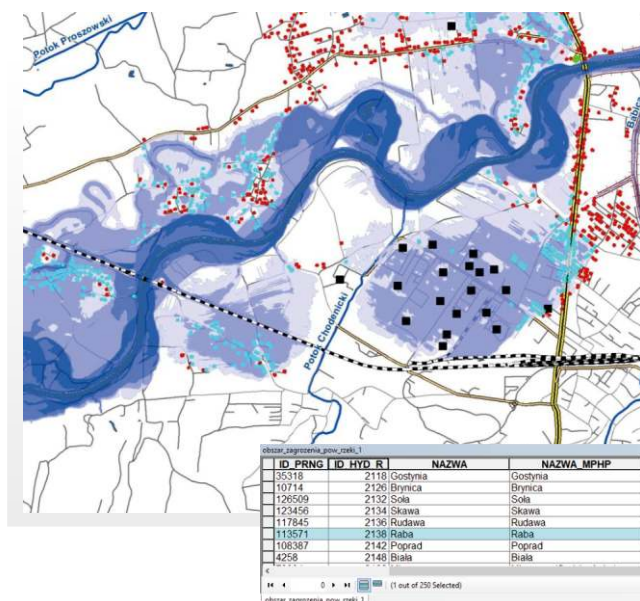 Potok Proszowski
Babic
Potok Chodenicki
obszar_zagrozenia_pow_rzeki_1
ID_PRNG ID_HYD_R NAZWA NAZWA_MPHP
35318 2118 Gostynia Gostynia
10714 2126 Brynica Brynica
126509 2132 Soła Soła
123456 2134 Skawa Skawa
117845 2136 Rudawa Rudawa
113571 2138 Raba Raba
108387 2142 Poprad Poprad
4258 2148 Biała Biała
0 (1 out of 250 Selected)
obszar_zagrozenia_pow_rzeki_1